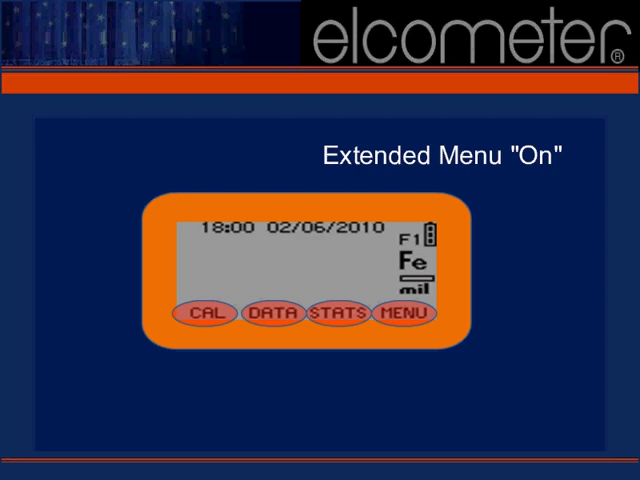 elcometer®
Extended Menu "On"
18:00 02/06/2010
F1
Fe
mil
CAL DATA STATS MENU